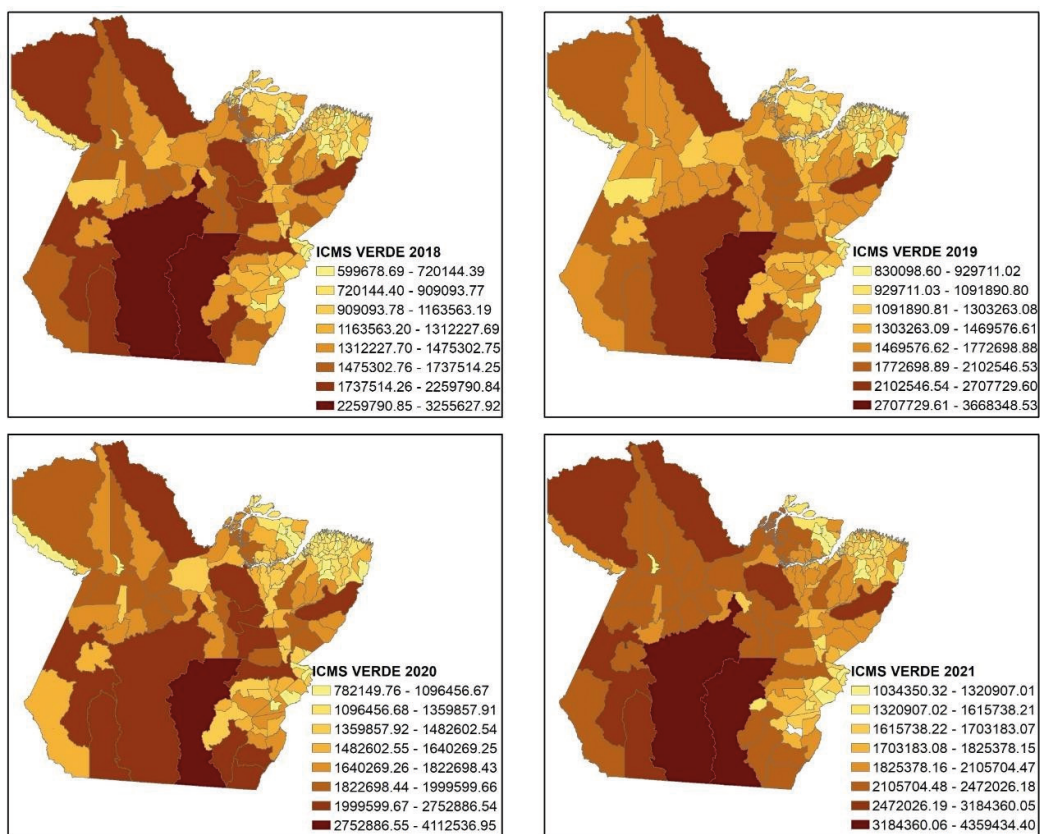 ICMS VERDE 2018
599678.69 - 720144.39
720144.40 - 909093.77
909093.78 - 1163563.19
1163563.20 - 1312227.69
1312227.70 - 1475302.75
1475302.76 - 1737514.25
1737514.26 - 2259790.84
2259790.85 - 3255627.92
ICMS VERDE 2019
830098.60 - 929711.02
929711.03 - 1091890.80
1091890.81 - 1303263.08
1303263.09 - 1469576.61
1469576.62 - 1772698.88
1772698.89 - 2102546.53
2102546.54 - 2707729.60
2707729.61 - 3668348.53
ICMS VERDE 2020
782149.76 - 1096456.67
1096456.68 - 1359857.91
1359857.92 - 1482602.54
1482602.55 - 1640269.25
1640269.26 - 1822698.43
1822698.44 - 1999599.66
1999599.67 - 2752886.54
2752886.55 - 4112536.95
ICMS VERDE 2021
1034350.32 - 1320907.01
1320907.02 - 1615738.21
1615738.22 - 1703183.07
1703183.08 - 1825378.15
1825378.16 - 2105704.47
2105704.48 - 2472026.18
2472026.19 - 3184360.05
3184360.06 - 4359434.40